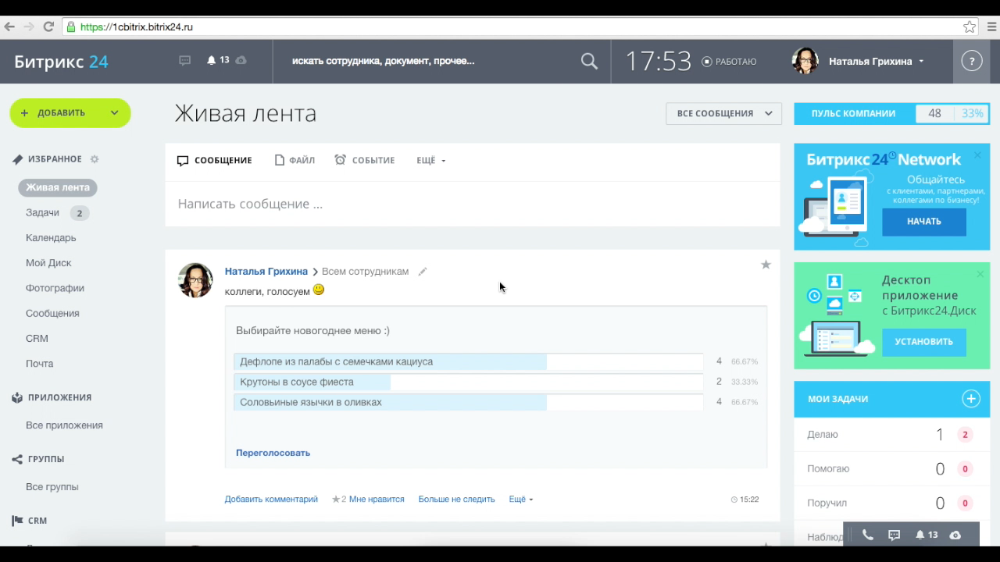 https://1cbitrix.bitrix24.ru
Битрикс 24
13
искать сотрудника, документ, прочее...
17:53
РАБОТАЮ
Наталья Грихина
?
+ ДОБАВИТЬ
ИЗБРАННОЕ
Живая лента
Задачи 2
Календарь
Мой Диск
Фотографии
Сообщения
CRM
Почта
ПРИЛОЖЕНИЯ
Все приложения
ГРУППЫ
Все группы
CRM
Живая лента
ВСЕ СООБЩЕНИЯ
СООБЩЕНИЕ ФАЙЛ СОБЫТИЕ ЕЩЁ
Написать сообщение ...
Наталья Грихина > Всем сотрудникам
коллеги, голосуем
Выбирайте новогоднее меню :)
Дефлопе из палабы с семечками кациуса 4 66.67%
Крутоны в соусе фиеста 2 33.33%
Соловьиные язычки в оливках 4 66.67%
Переголосовать
Добавить комментарий 2 Мне нравится Больше не следить Ещё 15:22
ПУЛЬС КОМПАНИИ 48 33%
Битрикс24 Network
Общайтесь
с клиентами, партнерами,
коллегами по бизнесу!
НАЧАТЬ
Десктоп
приложение
с Битрикс24.Диск
УСТАНОВИТЬ
МОИ ЗАДАЧИ +
Делаю 1 2
Помогаю 0 0
Поручил 0 0
13